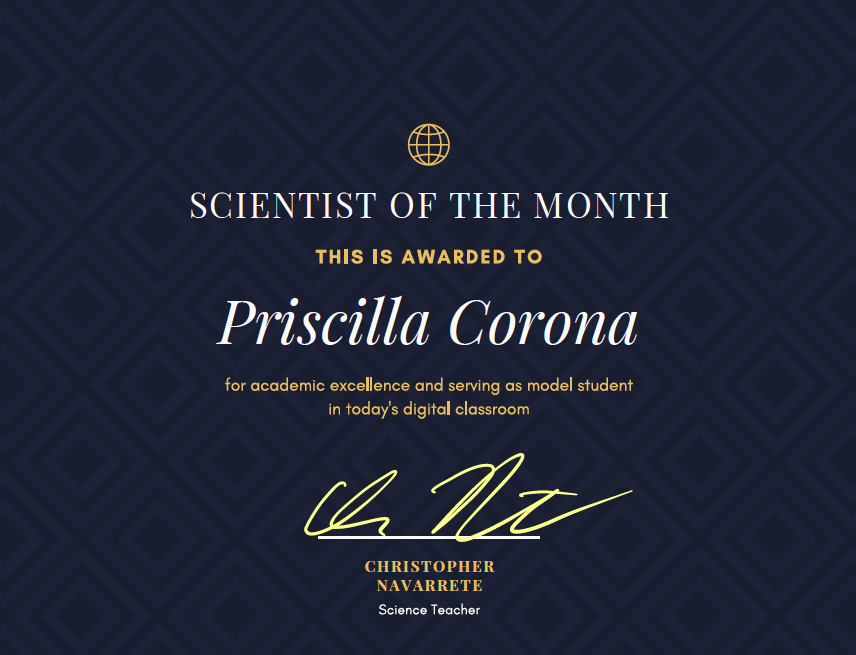 SCIENTIST OF THE MONTH
THIS IS AWARDED TO
Priscilla Corona
for academic excellence and serving as model student
in today's digital classroom
CHRISTOPHER
NAVARRETE
Science Teacher